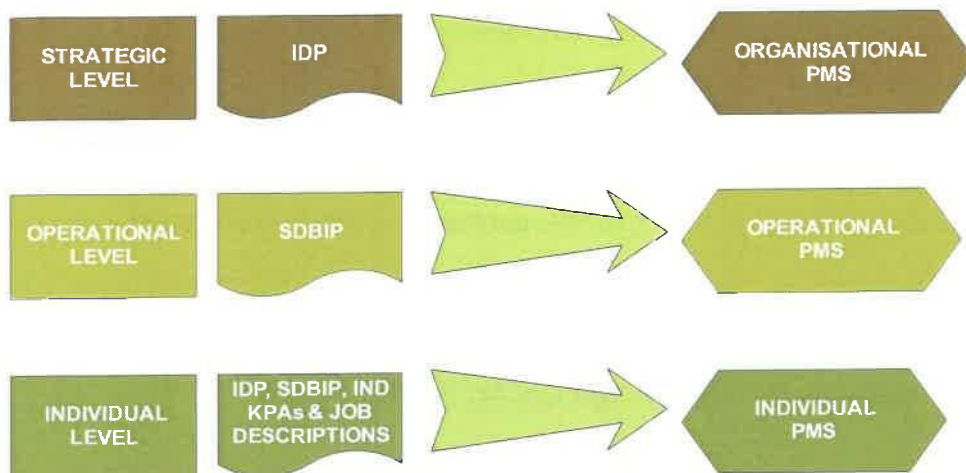 STRATEGIC
LEVEL
IDP
ORGANISATIONAL
PMS
OPERATIONAL
LEVEL
SDBIP
OPERATIONAL
PMS
INDIVIDUAL
LEVEL
IDP, SDBIP, IND
KPAs & JOB
DESCRIPTIONS
INDIVIDUAL
PMS